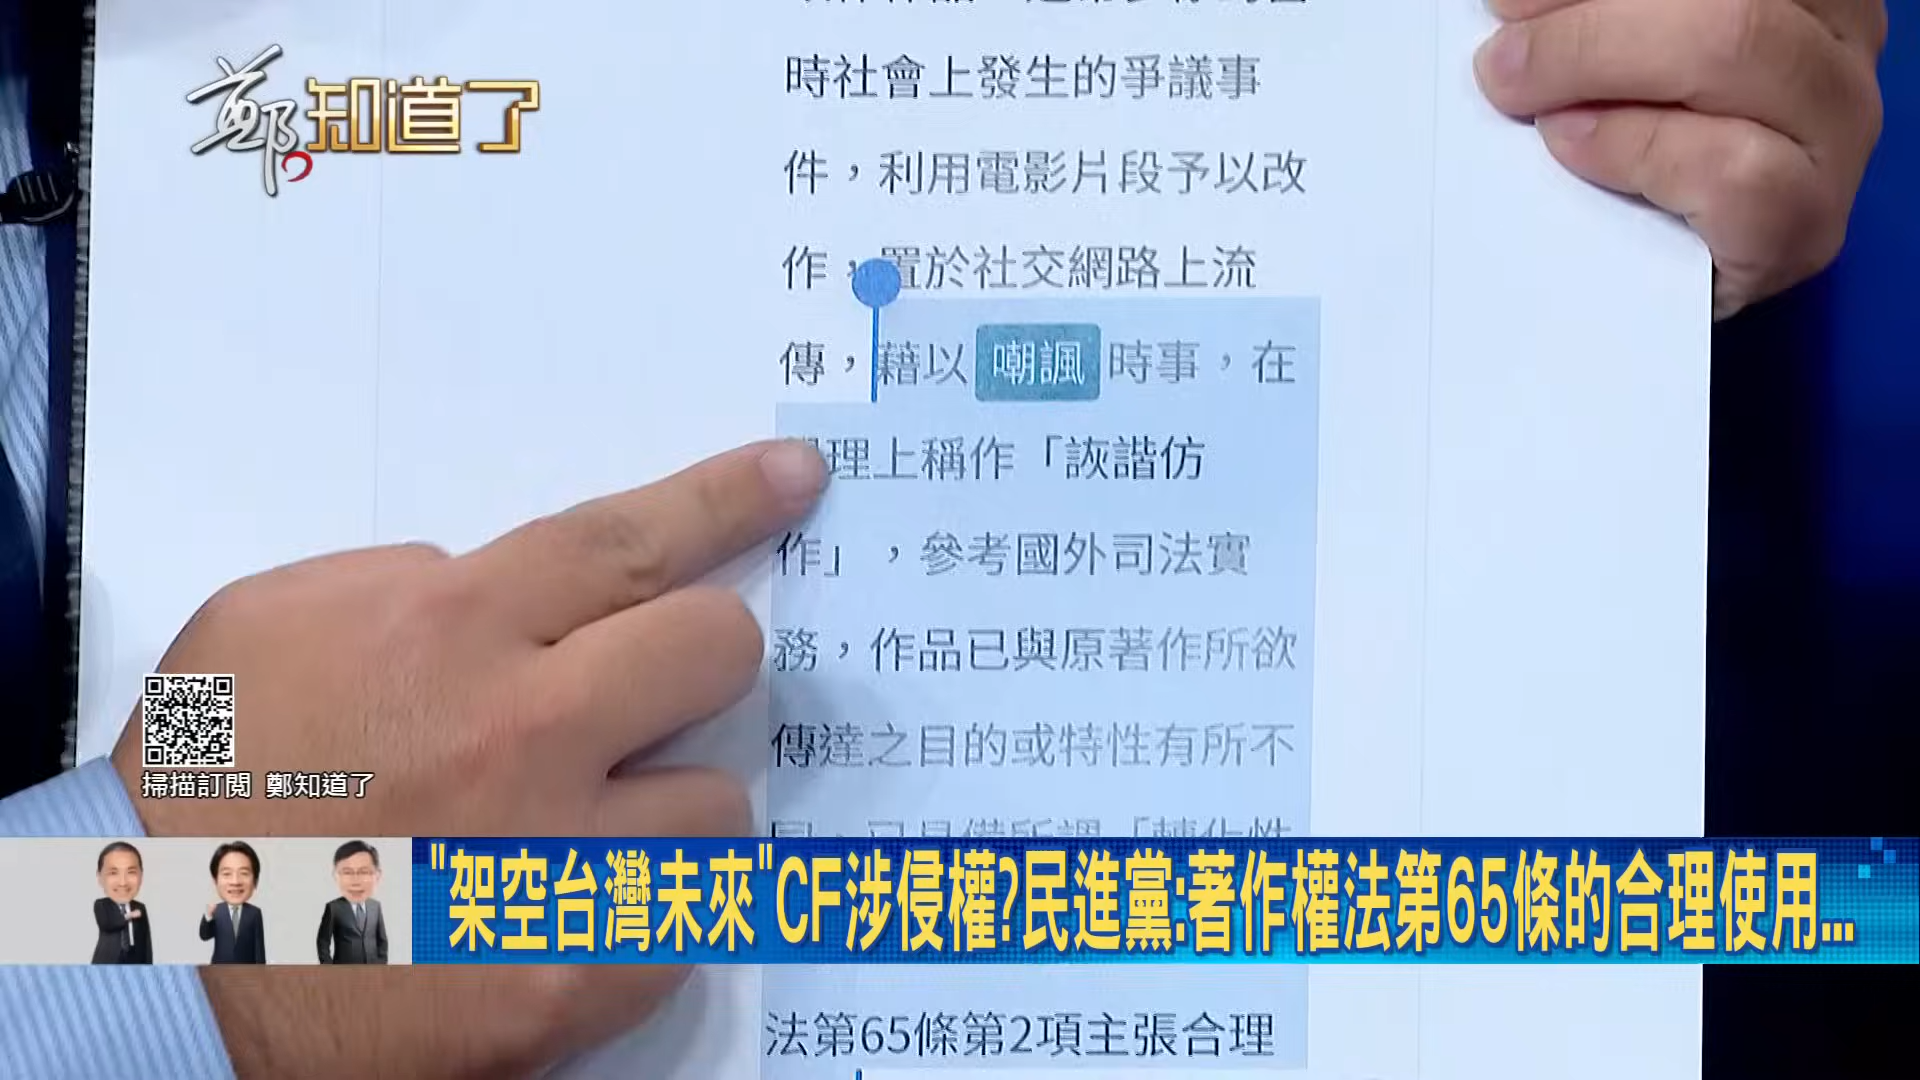 鄭知道了
時社會上發生的爭議事
件，利用電影片段予以改
作，置於社交網路上流
傳，藉以 嘲諷 時事，在
理上稱作「詼諧仿
作」，參考國外司法實
務，作品已與原著作所欲
傳達之目的或特性有所不
掃描訂閱 鄭知道了
"架空台灣未來"CF涉侵權?民進黨:著作權法第65條的合理使用...
法第65條第2項主張合理